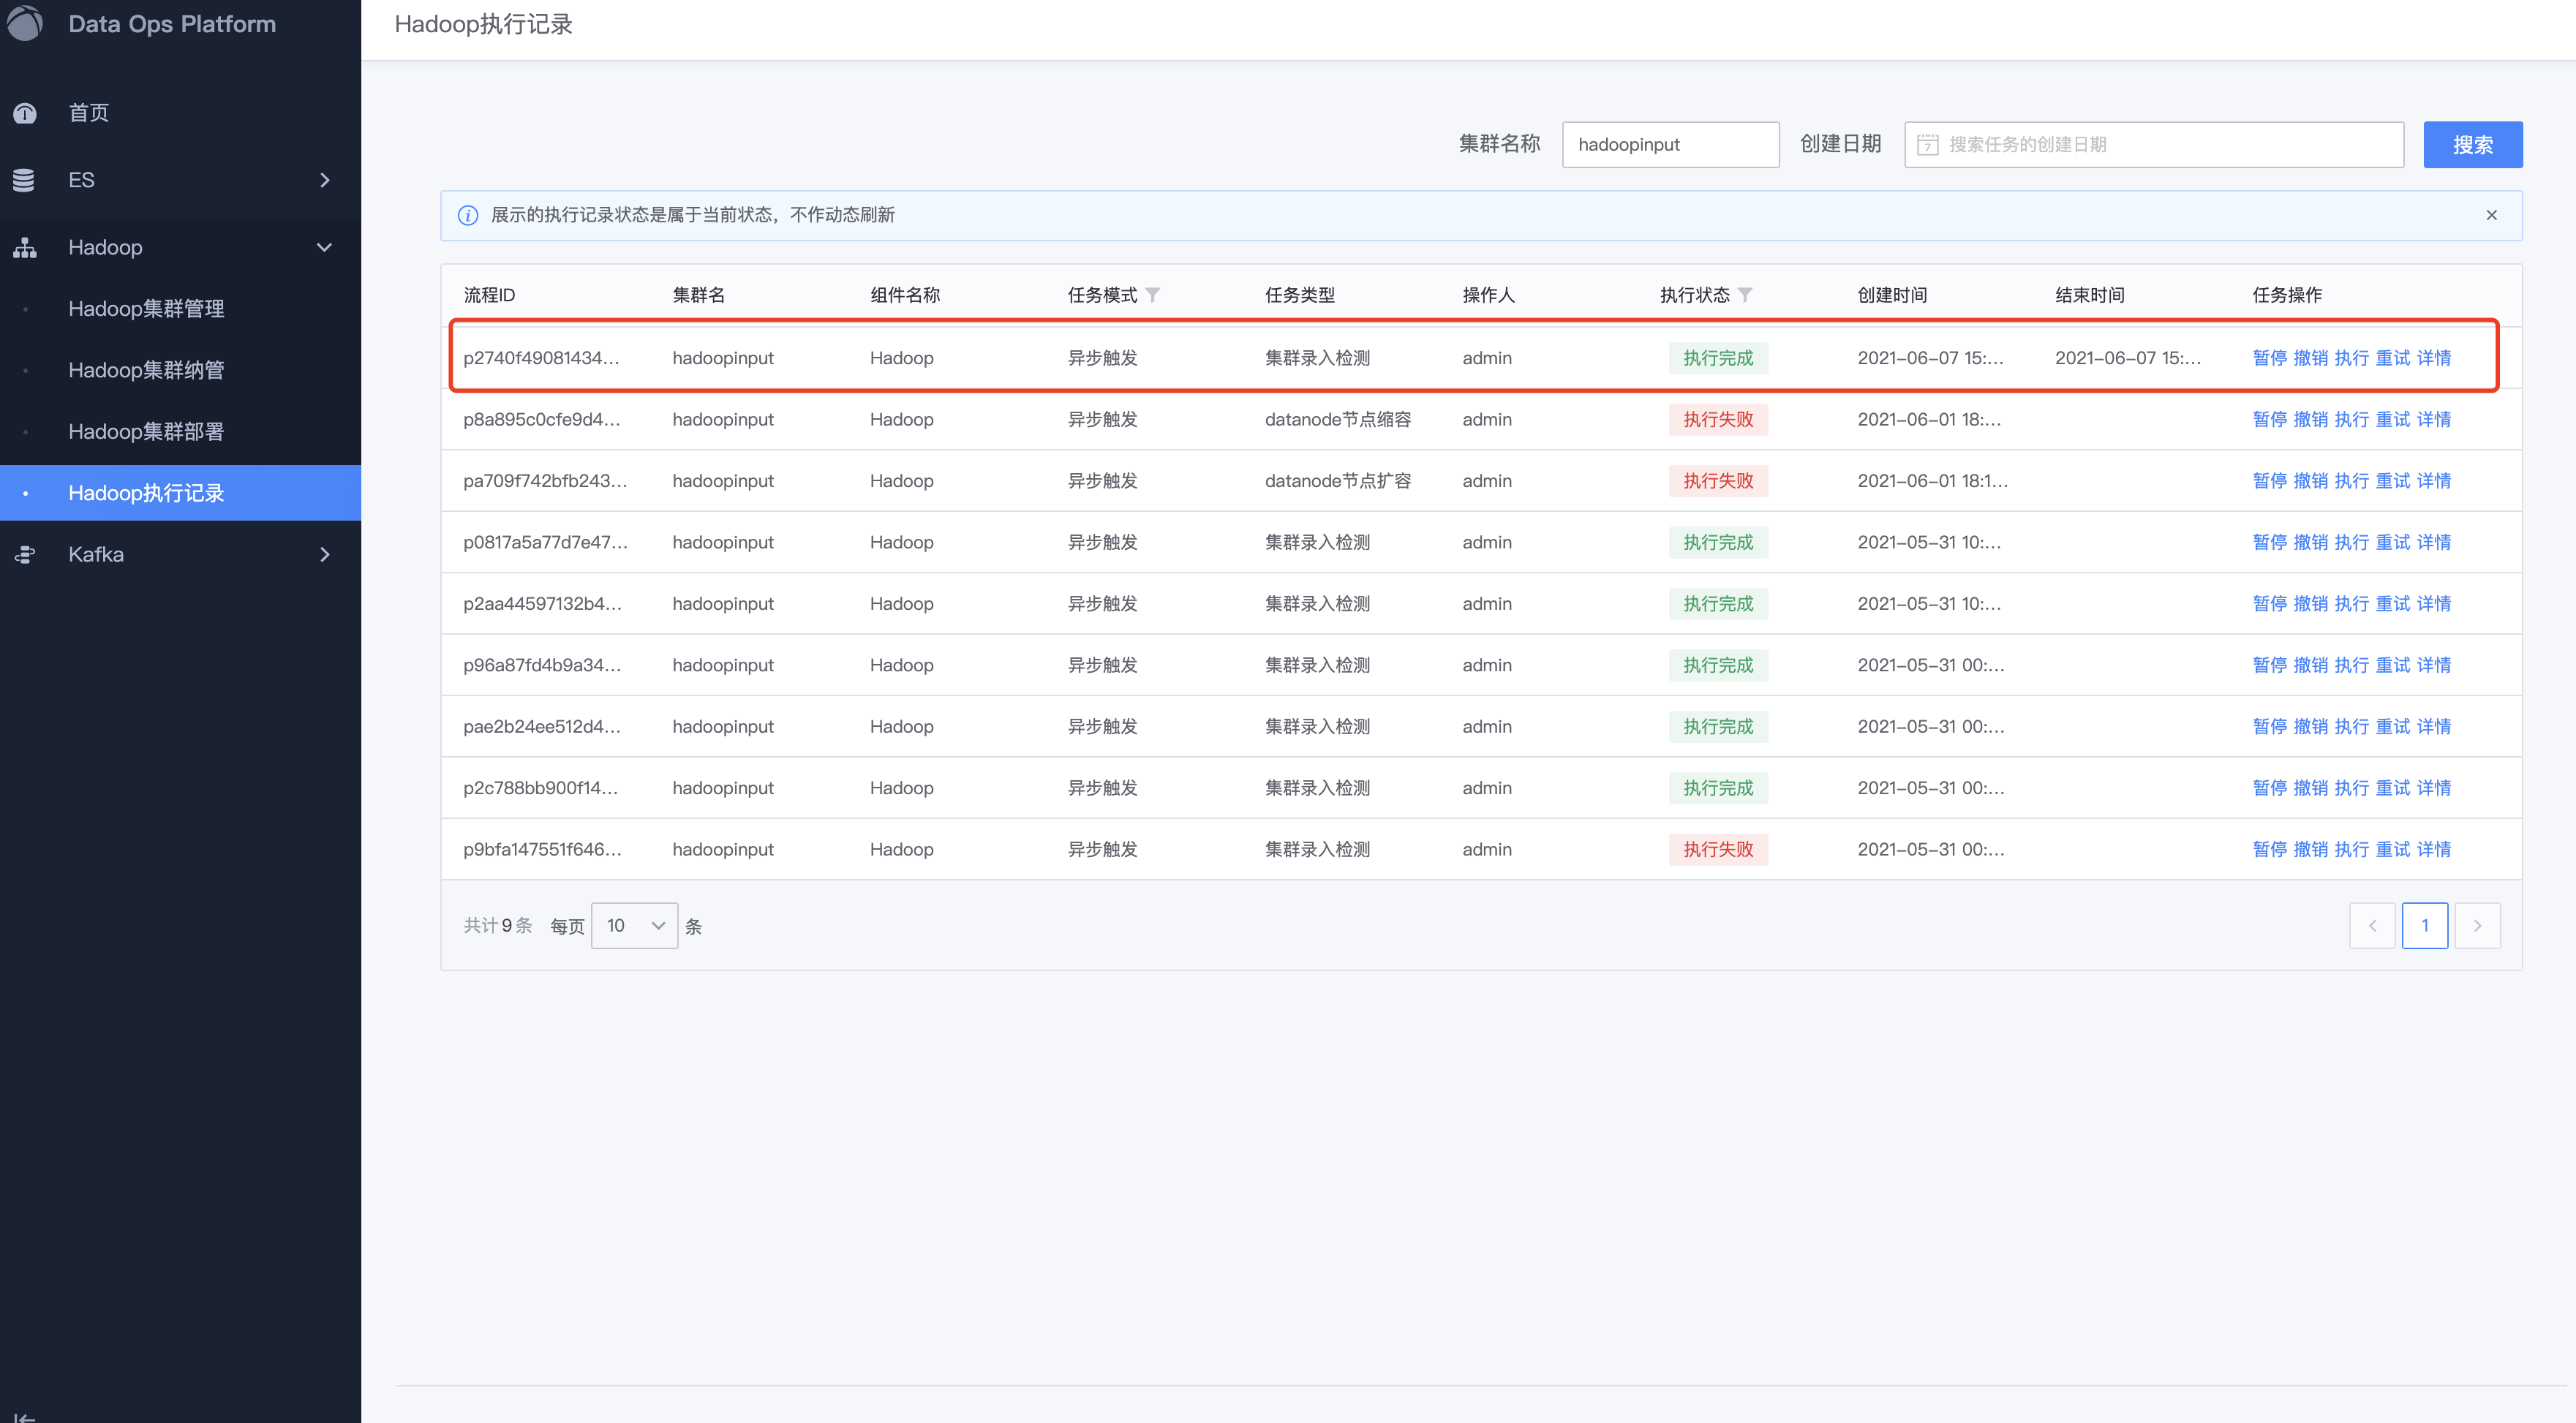 Data Ops Platform
首页
ES
Hadoop
Hadoop集群管理
Hadoop集群纳管
Hadoop集群部署
Hadoop执行记录
Kafka
Hadoop执行记录
集群名称 hadoopinput 创建日期 7 搜索任务的创建日期 搜索
展示的执行记录状态是属于当前状态，不作动态刷新
流程ID 集群名 组件名称 任务模式 任务类型 操作人 执行状态 创建时间 结束时间 任务操作
p2740f49081434... hadoopinput Hadoop 异步触发 集群录入检测 admin 执行完成 2021-06-07 15:... 2021-06-07 15:... 暂停 撤销 执行 重试 详情
p8a895c0cfe9d4... hadoopinput Hadoop 异步触发 datanode节点缩容 admin 执行失败 2021-06-01 18:... 暂停 撤销 执行 重试 详情
pa709f742bfb243... hadoopinput Hadoop 异步触发 datanode节点扩容 admin 执行失败 2021-06-01 18:1... 暂停 撤销 执行 重试 详情
p0817a5a77d7e47... hadoopinput Hadoop 异步触发 集群录入检测 admin 执行完成 2021-05-31 10:... 暂停 撤销 执行 重试 详情
p2aa44597132b4... hadoopinput Hadoop 异步触发 集群录入检测 admin 执行完成 2021-05-31 10:... 暂停 撤销 执行 重试 详情
p96a87fd4b9a34... hadoopinput Hadoop 异步触发 集群录入检测 admin 执行完成 2021-05-31 00:... 暂停 撤销 执行 重试 详情
pae2b24ee512d4... hadoopinput Hadoop 异步触发 集群录入检测 admin 执行完成 2021-05-31 00:... 暂停 撤销 执行 重试 详情
p2c788bb900f14... hadoopinput Hadoop 异步触发 集群录入检测 admin 执行完成 2021-05-31 00:... 暂停 撤销 执行 重试 详情
p9bfa147551f646... hadoopinput Hadoop 异步触发 集群录入检测 admin 执行失败 2021-05-31 00:... 暂停 撤销 执行 重试 详情
共计9条 每页 10 条 1